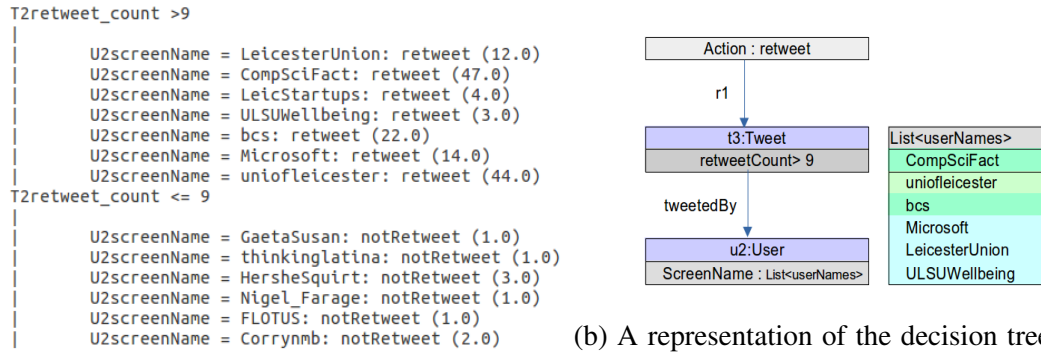 T2retweet_count >9
|
| U2screenName = LeicesterUnion: retweet (12.0)
| U2screenName = CompSciFact: retweet (47.0)
| U2screenName = LeicStartups: retweet (4.0)
| U2screenName = ULSUWellbeing: retweet (3.0)
| U2screenName = bcs: retweet (22.0)
| U2screenName = Microsoft: retweet (14.0)
| U2screenName = uniofleicester: retweet (44.0)
T2retweet_count <= 9
|
| U2screenName = GaetaSusan: notRetweet (1.0)
| U2screenName = thinkinglatina: notRetweet (1.0)
| U2screenName = HersheSquirt: notRetweet (3.0)
| U2screenName = Nigel_Farage: notRetweet (1.0)
| U2screenName = FLOTUS: notRetweet (1.0)
| U2screenName = Corrynmb: notRetweet (2.0)
Action : retweet
r1
t3:Tweet
retweetCount> 9
tweetedBy
u2:User
ScreenName : List<userNames>
List<userNames>
CompSciFact
uniofleicester
bcs
Microsoft
LeicesterUnion
ULSUWellbeing
(b) A representation of the decision tree